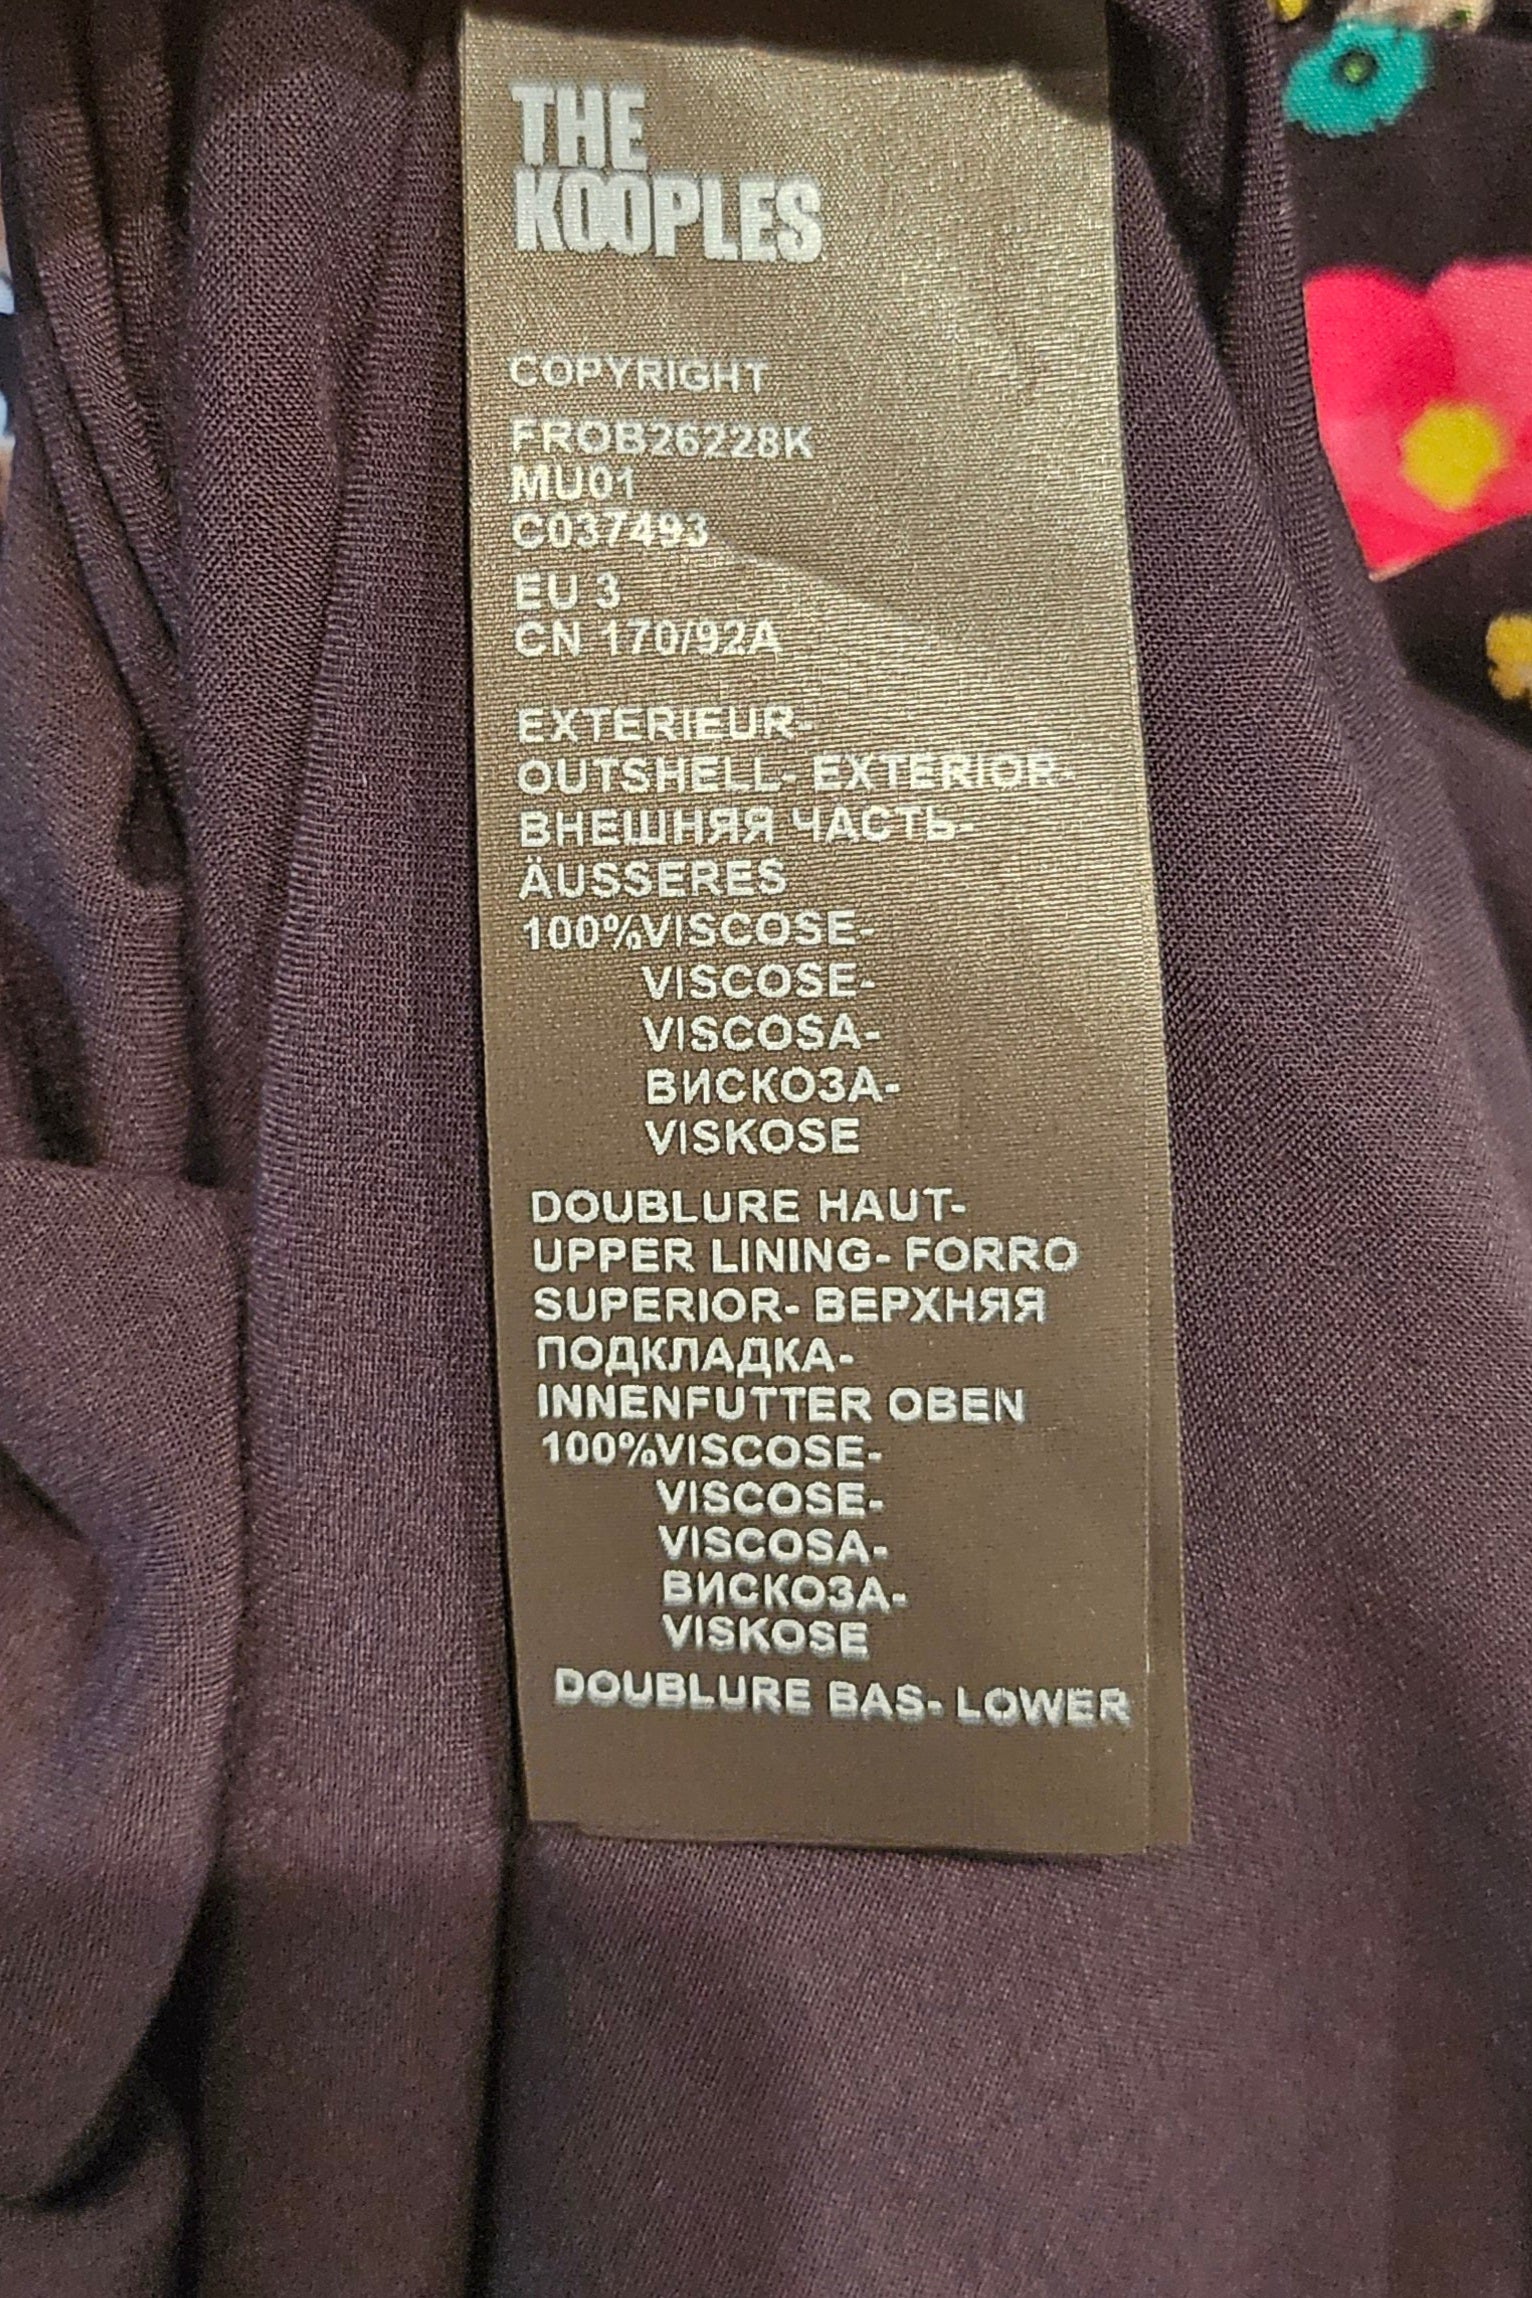 THE
KOOPLES
COPYRIGHT
FROB26228K
MU01
C037493
EU 3
CN 170/92A
EXTERIEUR-
OUTSHELL- EXTERIOR-
ВНЕШНЯЯ ЧАСТЬ-
ÄUSSERES
100%VISCOSE-
VISCOSE-
VISCOSA-
ВИСКОЗА-
VISKOSE
DOUBLURE HAUT-
UPPER LINING- FORRO
SUPERIOR- ВЕРХНЯЯ
ПОДКЛАДКА-
INNENFUTTER OBEN
100%VISCOSE-
VISCOSE-
VISCOSA-
ВИСКОЗА-
VISKOSE
DOUBLURE BAS- LOWER